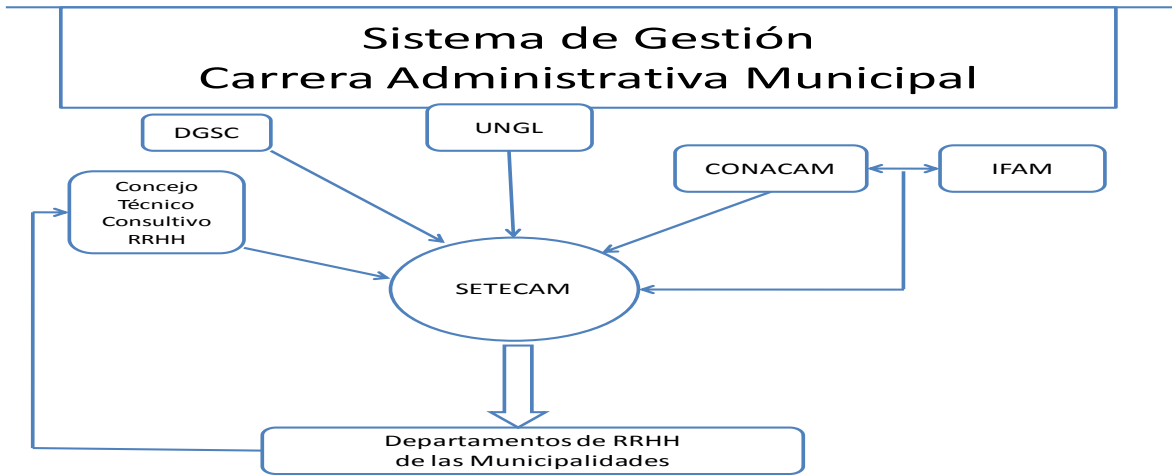 Sistema de Gestión
Carrera Administrativa Municipal
DGSC
UNGL
CONACAM
IFAM
Concejo
Técnico
Consultivo
RRHH
SETECAM
Departamentos de RRHH
de las Municipalidades